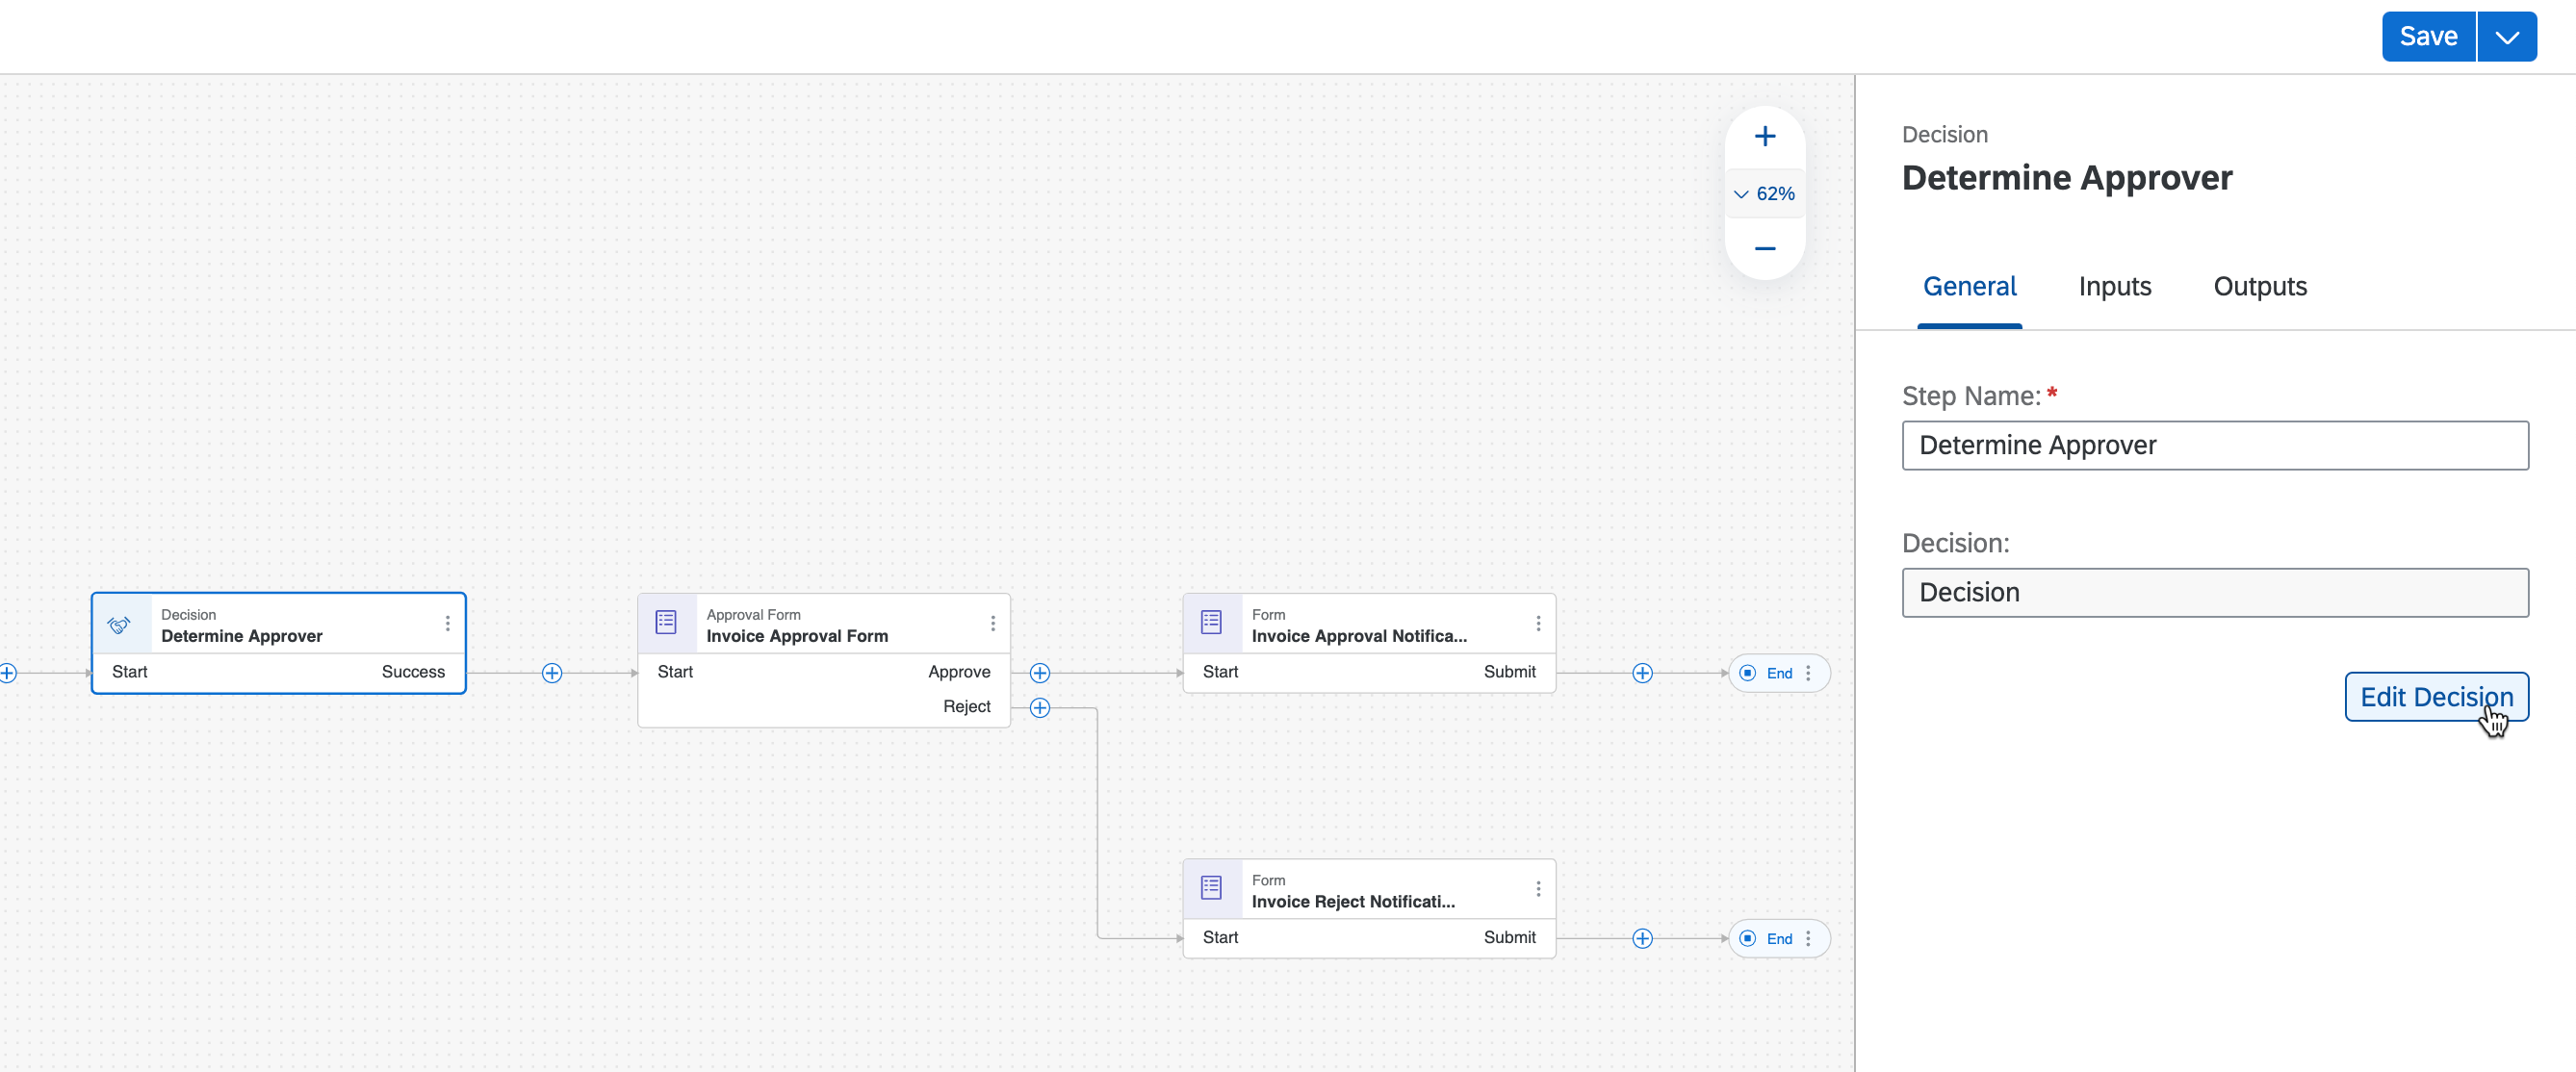 Save
62%
Decision
Determine Approver
General Inputs Outputs
Step Name: *
Determine Approver
Decision:
Decision
Edit Decision
Decision
Determine Approver
Start Success
Approval Form
Invoice Approval Form
Start Approve
Reject
Form
Invoice Approval Notifica...
Start Submit
End
Form
Invoice Reject Notificati...
Start Submit
End